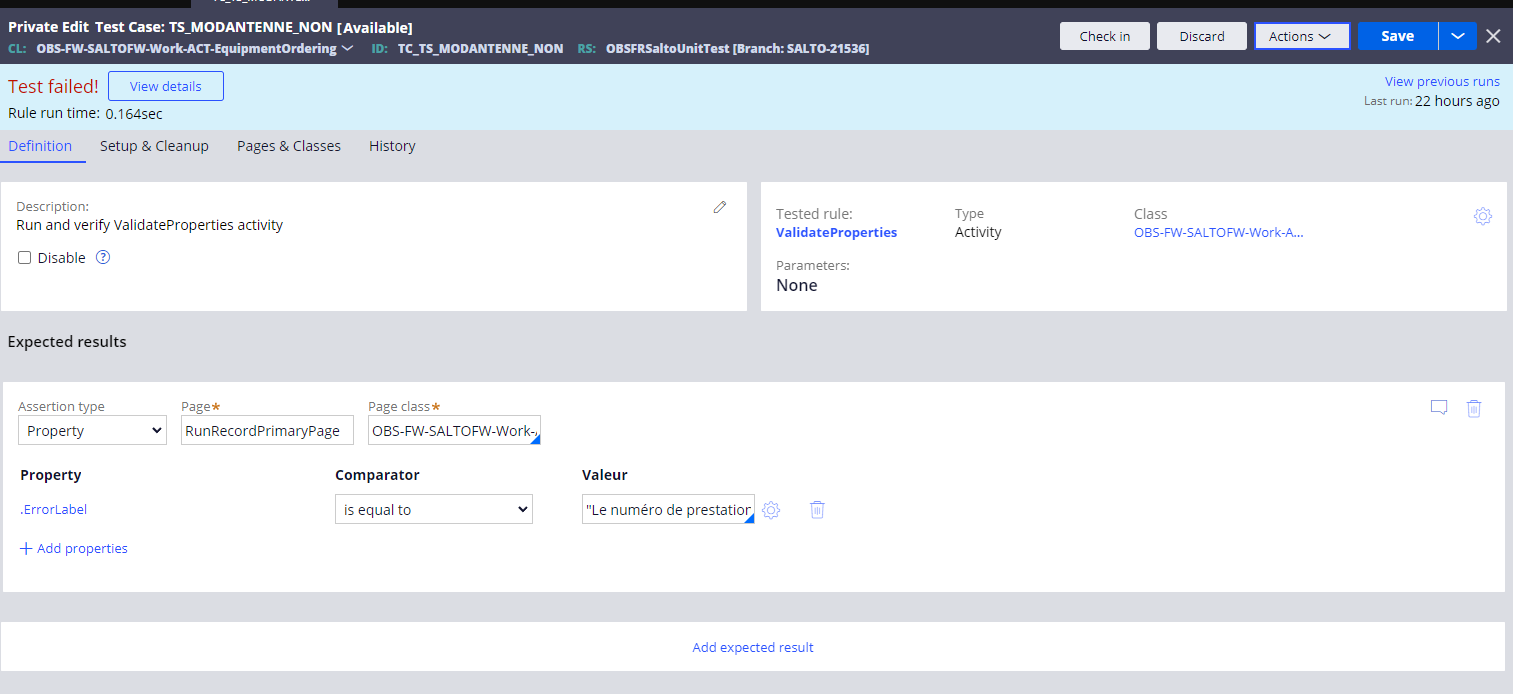 Private Edit Test Case: TS_MODANTENNE_NON [Available]
CL: OBS-FW-SALTOFW-Work-ACT-EquipmentOrdering ID: TC_TS_MODANTENNE_NON RS: OBSFRSaltoUnitTest [Branch: SALTO-21536]
Check in Discard Actions Save
Test failed! View details
Rule run time: 0.164sec
View previous runs
Last run: 22 hours ago
Definition Setup & Cleanup Pages & Classes History
Description:
Run and verify ValidateProperties activity
Disable ?
Tested rule: Type Class
ValidateProperties Activity OBS-FW-SALTOFW-Work-A...
Parameters:
None
Expected results
Assertion type Page* Page class*
Property RunRecordPrimaryPage OBS-FW-SALTOFW-Work-
Property Comparator Valeur
.ErrorLabel is equal to "Le numéro de prestation
Add properties
Add expected result